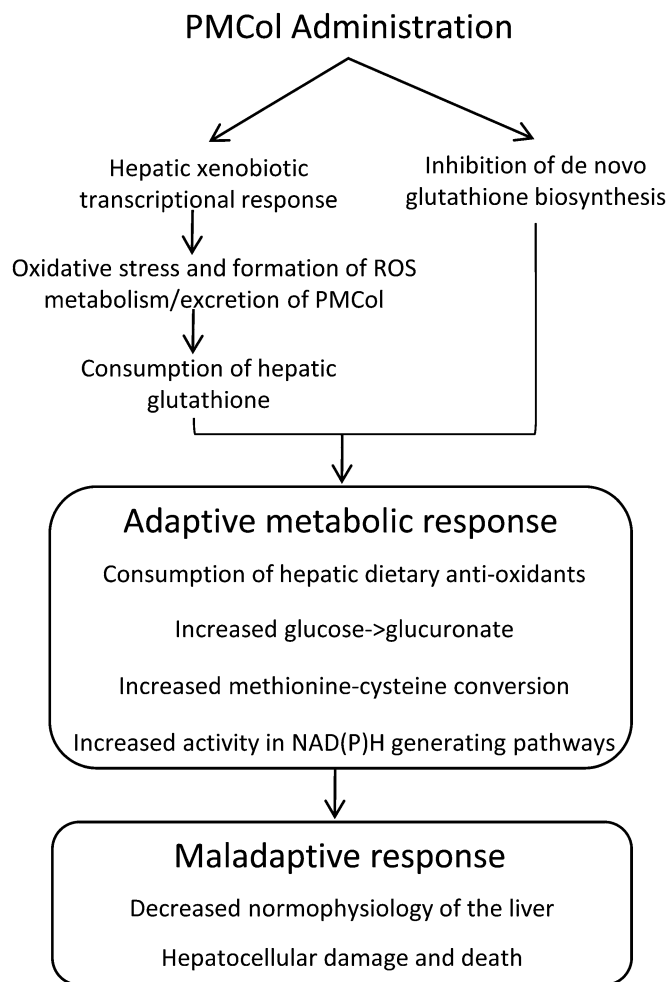 PMCol Administration
Hepatic xenobiotic
transcriptional response
Inhibition of de novo
glutathione biosynthesis
Oxidative stress and formation of ROS
metabolism/excretion of PMCol
Consumption of hepatic
glutathione
Adaptive metabolic response
Consumption of hepatic dietary anti-oxidants
Increased glucose->glucuronate
Increased methionine-cysteine conversion
Increased activity in NAD(P)H generating pathways
Maladaptive response
Decreased normophysiology of the liver
Hepatocellular damage and death